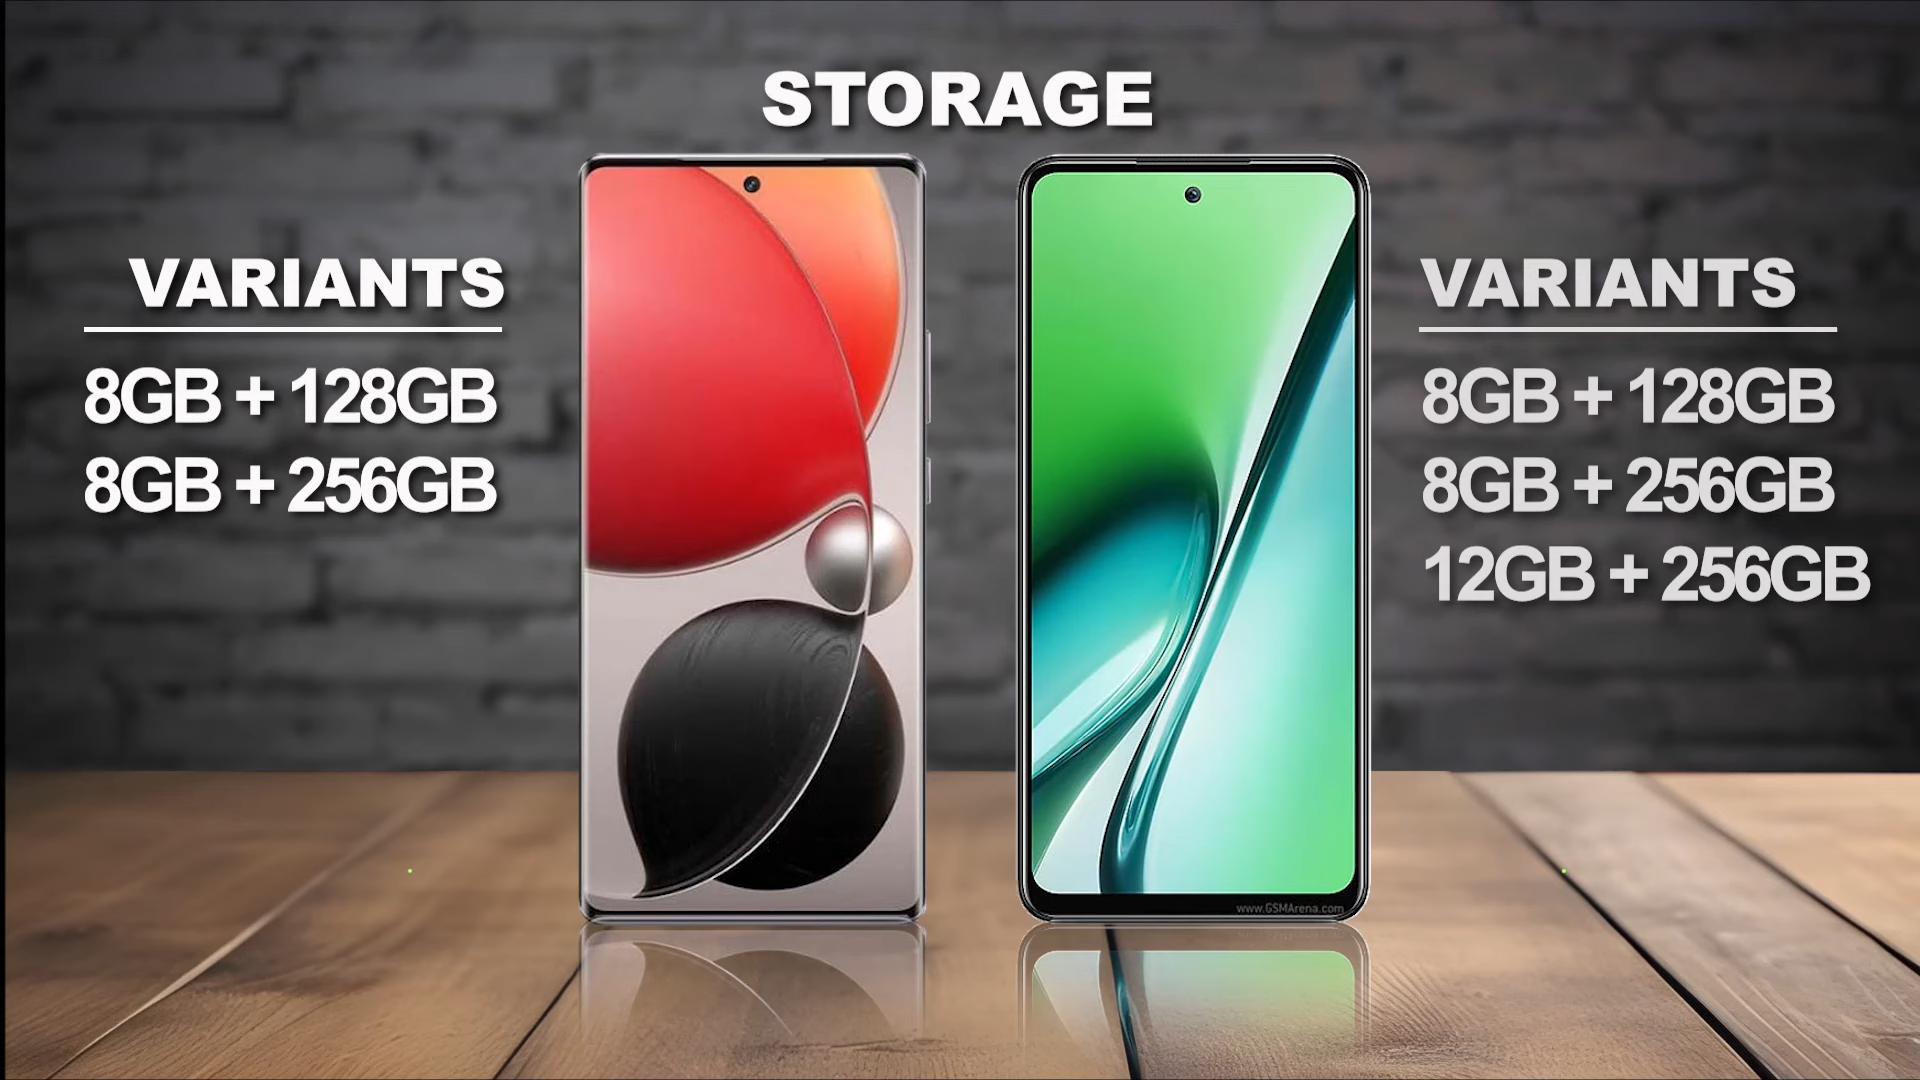 STORAGE
VARIANTS
8GB + 128GB
8GB + 256GB
VARIANTS
8GB + 128GB
8GB + 256GB
12GB + 256GB
www.GSMArena.com